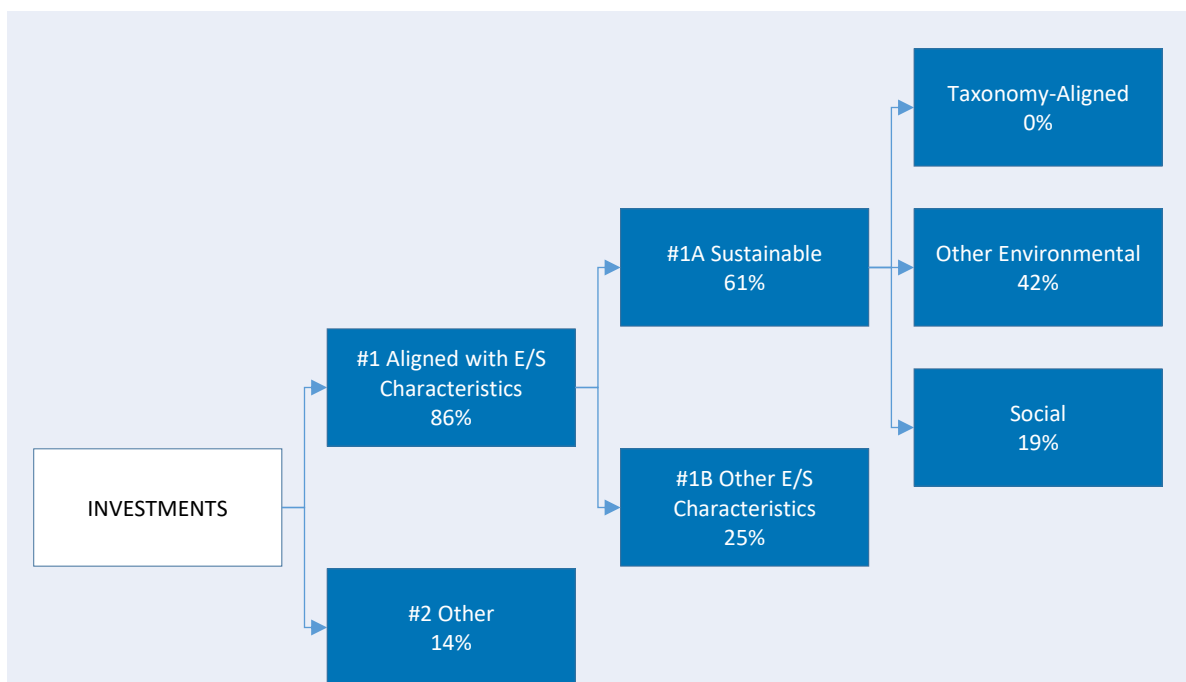 INVESTMENTS
#1 Aligned with E/S
Characteristics
86%
#2 Other
14%
#1A Sustainable
61%
#1B Other E/S
Characteristics
25%
Taxonomy-Aligned
0%
Other Environmental
42%
Social
19%